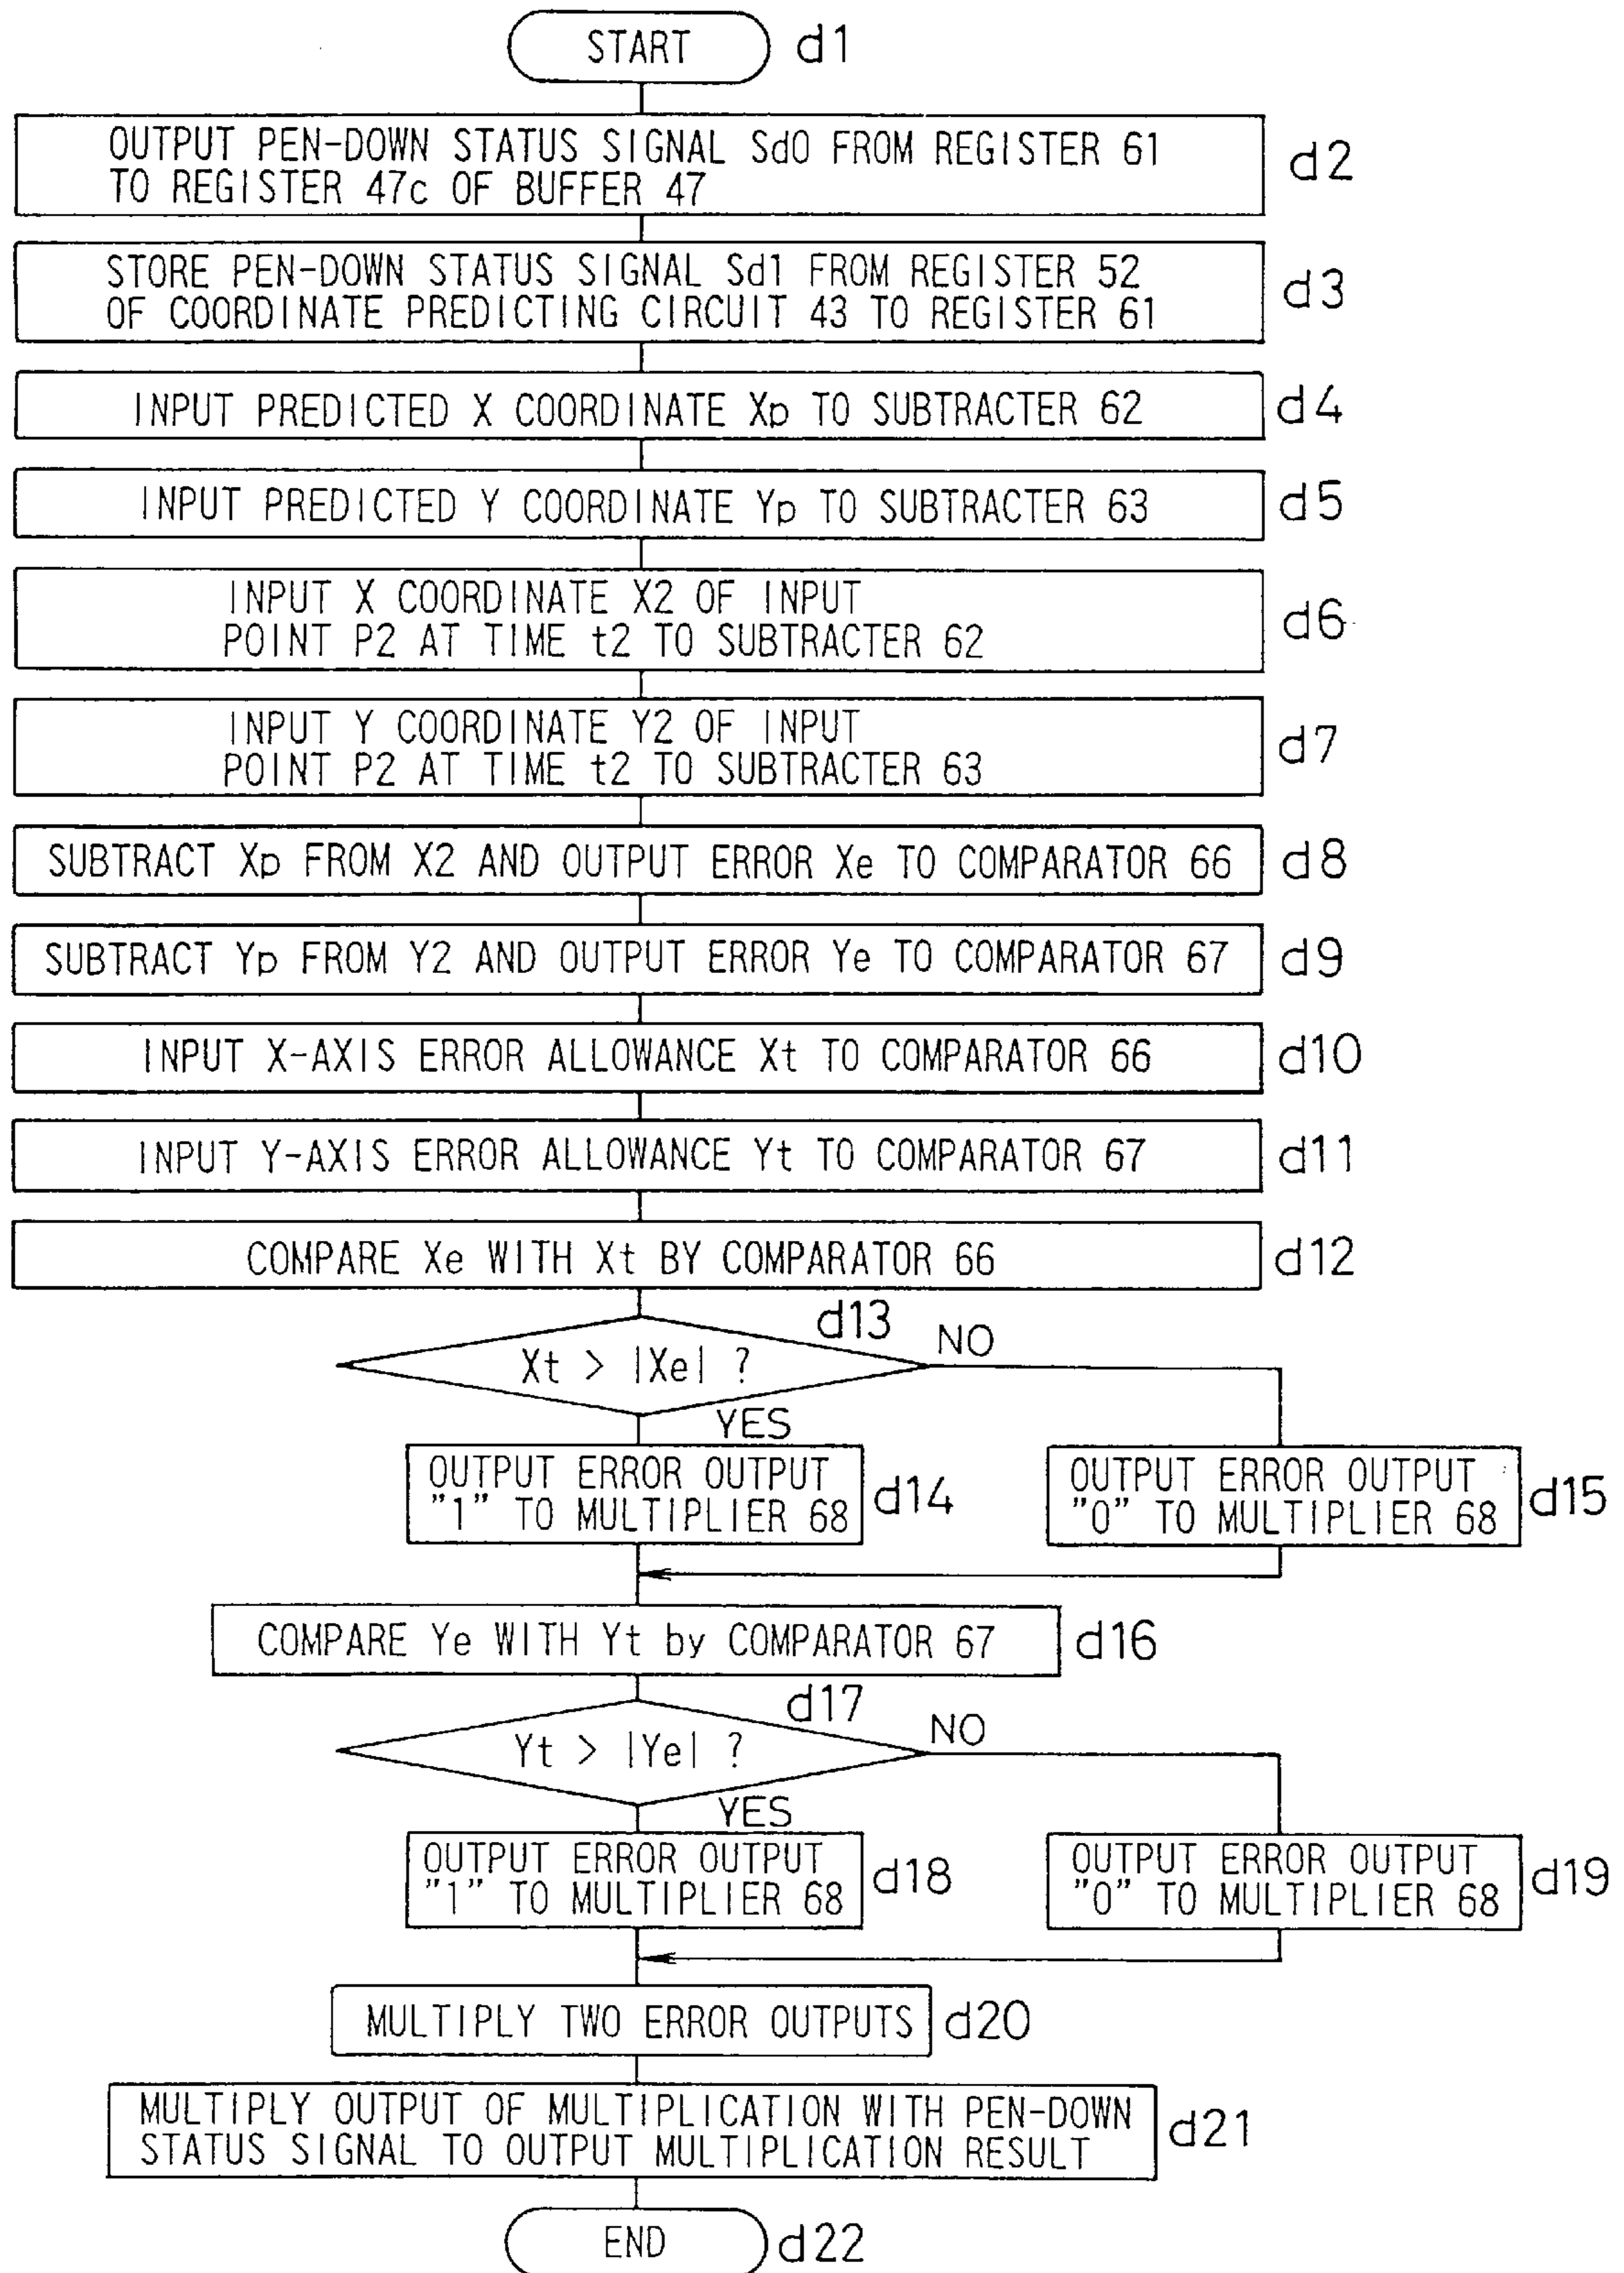 START d1
OUTPUT PEN-DOWN STATUS SIGNAL Sd0 FROM REGISTER 61
TO REGISTER 47c OF BUFFER 47
d2
STORE PEN-DOWN STATUS SIGNAL Sd1 FROM REGISTER 52
OF COORDINATE PREDICTING CIRCUIT 43 TO REGISTER 61
d3
INPUT PREDICTED X COORDINATE Xp TO SUBTRACTER 62 d4
INPUT PREDICTED Y COORDINATE Yp TO SUBTRACTER 63 d5
INPUT X COORDINATE X2 OF INPUT
POINT P2 AT TIME t2 TO SUBTRACTER 62
d6
INPUT Y COORDINATE Y2 OF INPUT
POINT P2 AT TIME t2 TO SUBTRACTER 63
d7
SUBTRACT Xp FROM X2 AND OUTPUT ERROR Xe TO COMPARATOR 66 d8
SUBTRACT Yp FROM Y2 AND OUTPUT ERROR Ye TO COMPARATOR 67 d9
INPUT X-AXIS ERROR ALLOWANCE Xt TO COMPARATOR 66 d10
INPUT Y-AXIS ERROR ALLOWANCE Yt TO COMPARATOR 67 d11
COMPARE Xe WITH Xt BY COMPARATOR 66 d12
d13
Xt > |Xe| ?
NO
YES
OUTPUT ERROR OUTPUT
"1" TO MULTIPLIER 68
d14
OUTPUT ERROR OUTPUT
"0" TO MULTIPLIER 68
d15
COMPARE Ye WITH Yt by COMPARATOR 67 d16
d17
Yt > |Ye| ?
NO
YES
OUTPUT ERROR OUTPUT
"1" TO MULTIPLIER 68
d18
OUTPUT ERROR OUTPUT
"0" TO MULTIPLIER 68
d19
MULTIPLY TWO ERROR OUTPUTS d20
MULTIPLY OUTPUT OF MULTIPLICATION WITH PEN-DOWN
STATUS SIGNAL TO OUTPUT MULTIPLICATION RESULT
d21
END d22